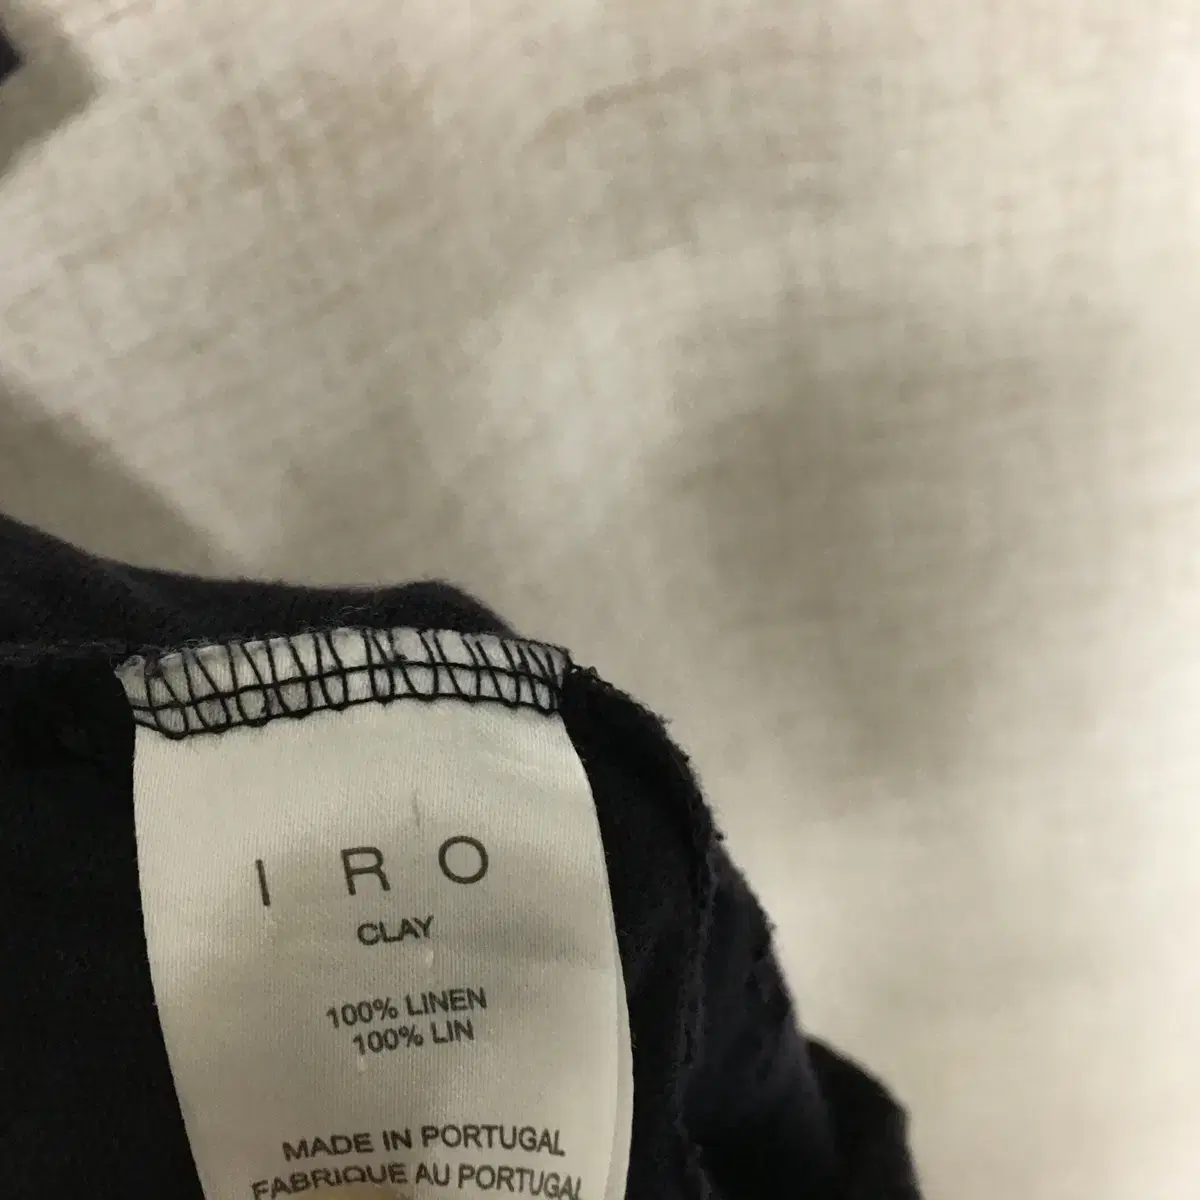 I R O
CLAY
100% LINEN
100% LIN
MADE IN PORTUGAL
FABRIQUE AU PORTUGAL